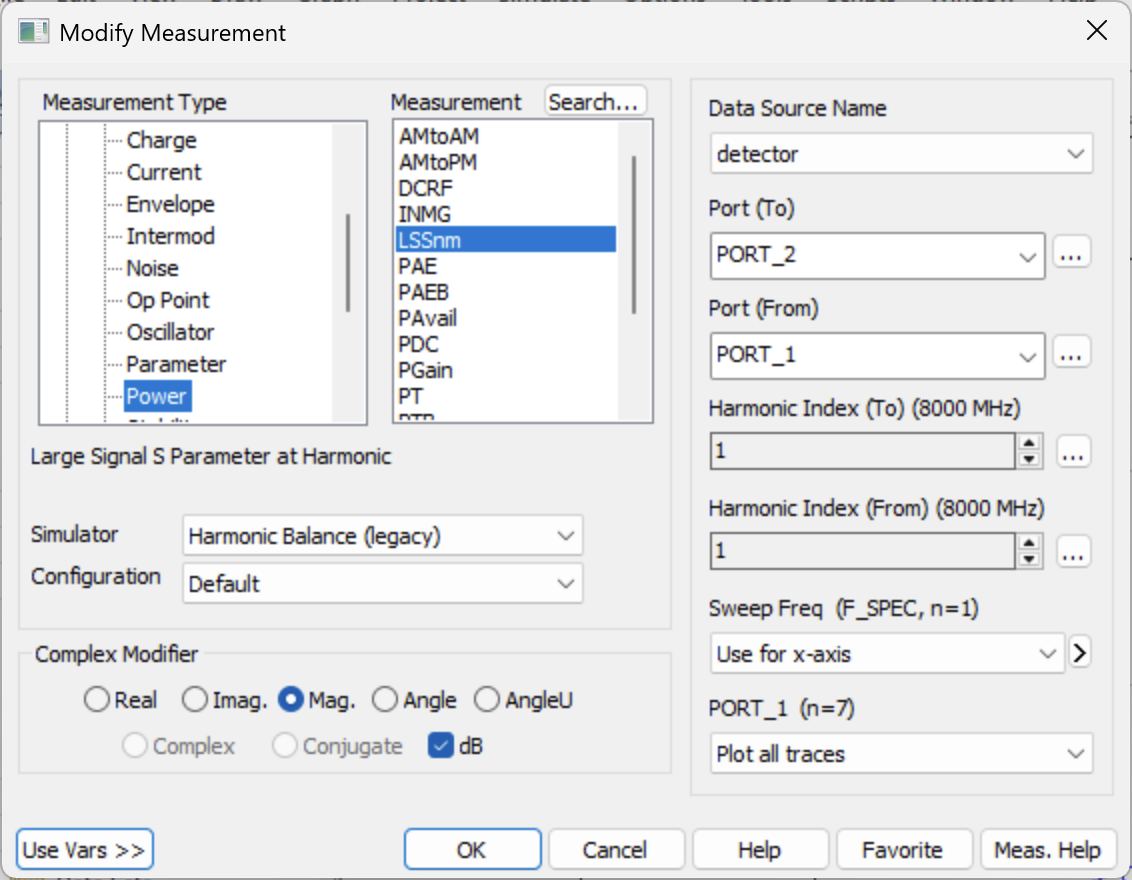 Modify Measurement
Measurement Type
Charge
Current
Envelope
Intermod
Noise
Op Point
Oscillator
Parameter
Power
Measurement
Search...
AMtoAM
AMtoPM
DCRF
INMG
LSSnm
PAE
PAEB
PAvail
PDC
PGain
PT
Large Signal S Parameter at Harmonic
Simulator
Harmonic Balance (legacy)
Configuration
Default
Complex Modifier
Real Imag. Mag. Angle AngleU
Complex Conjugate dB
Data Source Name
detector
Port (To)
PORT_2
...
Port (From)
PORT_1
...
Harmonic Index (To) (8000 MHz)
1
...
Harmonic Index (From) (8000 MHz)
1
...
Sweep Freq (F_SPEC, n=1)
Use for x-axis
PORT_1 (n=7)
Plot all traces
Use Vars >> OK Cancel Help Favorite Meas. Help